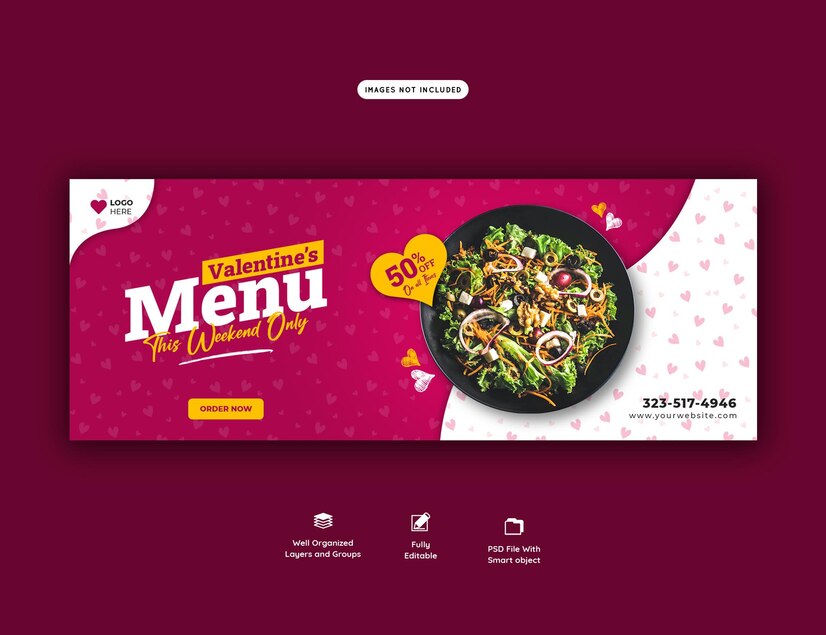 IMAGES NOT INCLUDED
LOGO
HERE
Valentine's
Menu
This Weekend Only
50%
OFF
On all Items
ORDER NOW
323-517-4946
www.yourwebsite.com
Well Organized
Layers and Groups
Fully
Editable
PSD File With
Smart object